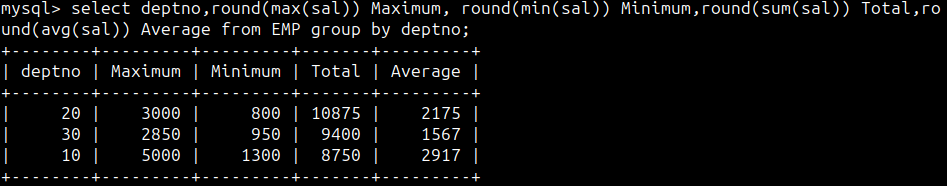 mysql> select deptno,round(max(sal)) Maximum, round(min(sal)) Minimum,round(sum(sal)) Total,ro
und(avg(sal)) Average from EMP group by deptno;
+--------+---------+---------+-------+---------+
| deptno | Maximum | Minimum | Total | Average |
+--------+---------+---------+-------+---------+
|     20 |    3000 |     800 | 10875 |    2175 |
|     30 |    2850 |     950 |  9400 |    1567 |
|     10 |    5000 |    1300 |  8750 |    2917 |
+--------+---------+---------+-------+---------+